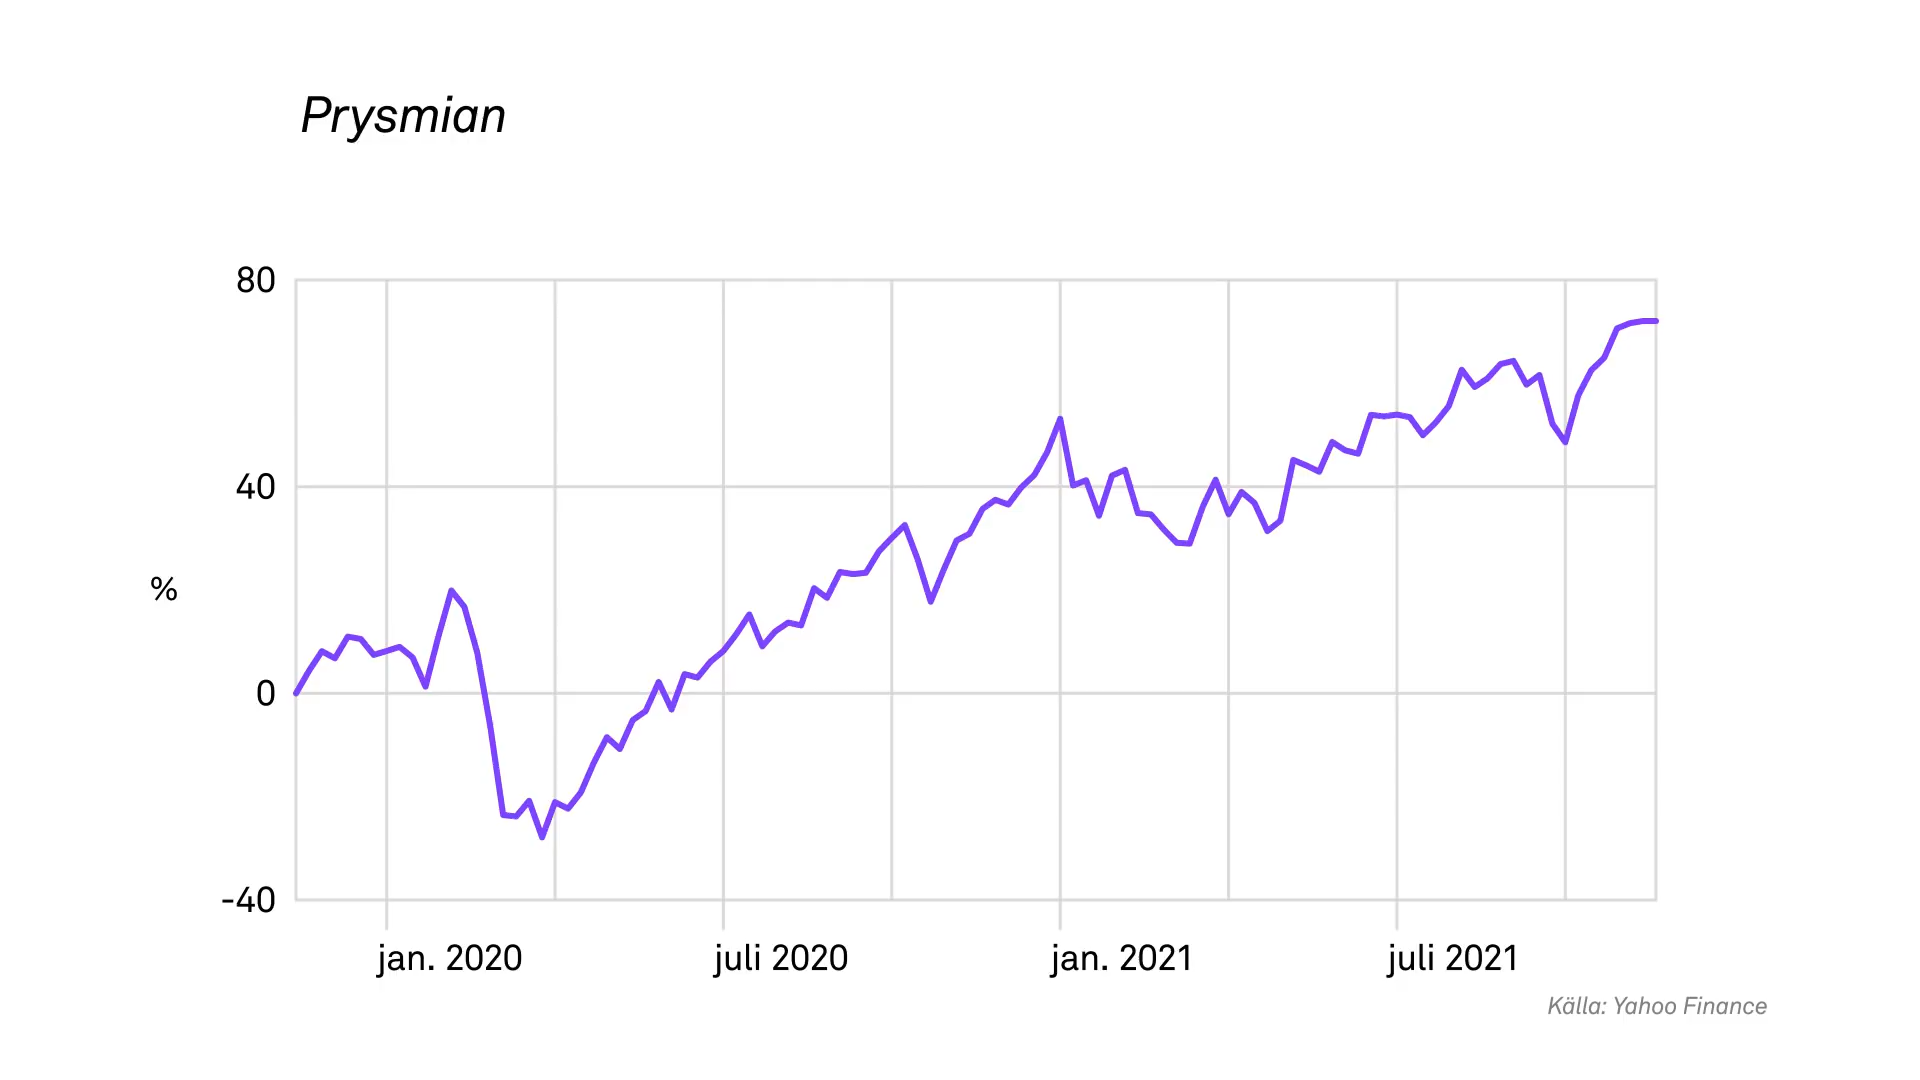 Prysmian
80
40
%
0
-40
jan. 2020
juli 2020
jan. 2021
juli 2021
Källa: Yahoo Finance